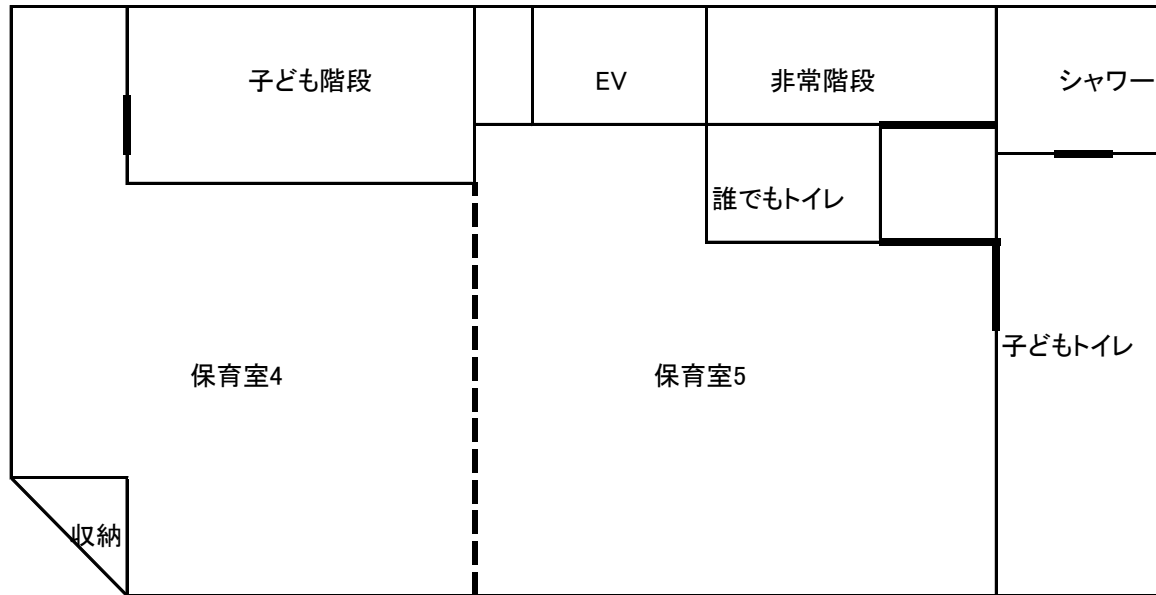 子ども階段
EV
非常階段
シャワー
誰でもトイレ
子どもトイレ
保育室4
保育室5
収納